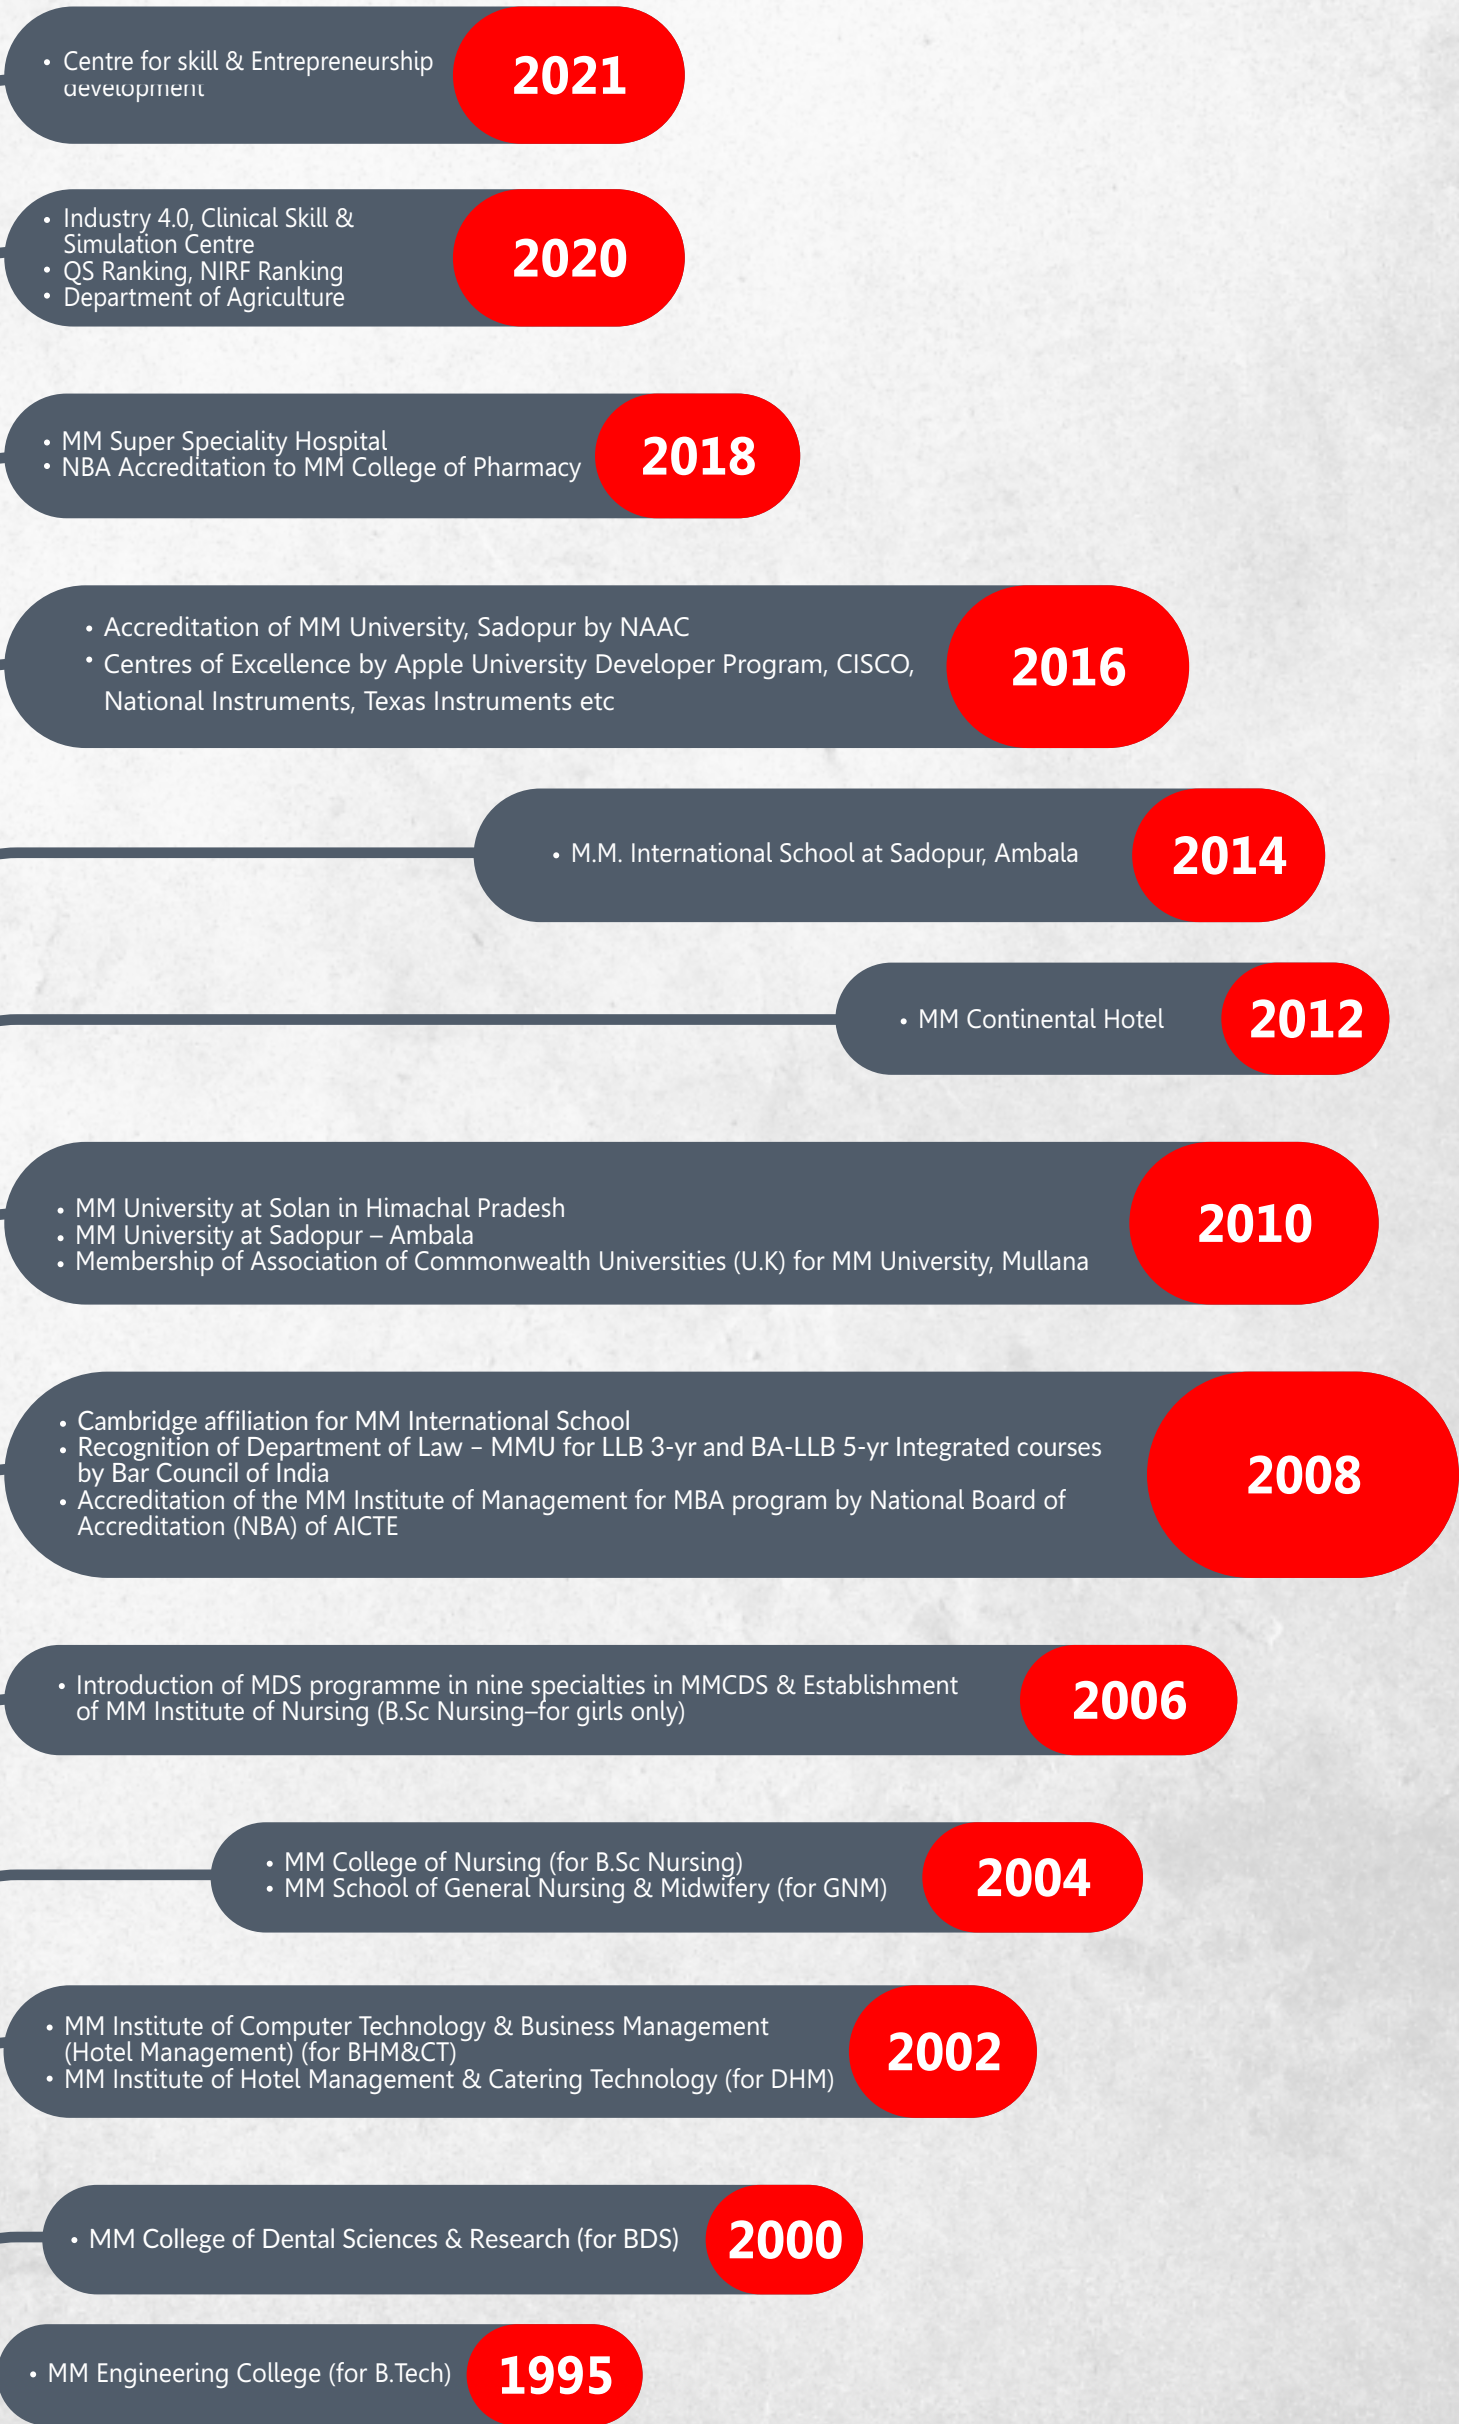 • Centre for skill & Entrepreneurship
development
2021
• Industry 4.0, Clinical Skill &
Simulation Centre
• QS Ranking, NIRF Ranking
• Department of Agriculture
2020
• MM Super Speciality Hospital
• NBA Accreditation to MM College of Pharmacy
2018
• Accreditation of MM University, Sadopur by NAAC
• Centres of Excellence by Apple University Developer Program, CISCO,
National Instruments, Texas Instruments etc
2016
• M.M. International School at Sadopur, Ambala
2014
• MM Continental Hotel
2012
• MM University at Solan in Himachal Pradesh
• MM University at Sadopur – Ambala
• Membership of Association of Commonwealth Universities (U.K) for MM University, Mullana
2010
• Cambridge affiliation for MM International School
• Recognition of Department of Law – MMU for LLB 3-yr and BA-LLB 5-yr Integrated courses
by Bar Council of India
• Accreditation of the MM Institute of Management for MBA program by National Board of
Accreditation (NBA) of AICTE
2008
• Introduction of MDS programme in nine specialties in MMCDS & Establishment
of MM Institute of Nursing (B.Sc Nursing–for girls only)
2006
• MM College of Nursing (for B.Sc Nursing)
• MM School of General Nursing & Midwifery (for GNM)
2004
• MM Institute of Computer Technology & Business Management
(Hotel Management) (for BHM&CT)
• MM Institute of Hotel Management & Catering Technology (for DHM)
2002
• MM College of Dental Sciences & Research (for BDS)
2000
• MM Engineering College (for B.Tech)
1995